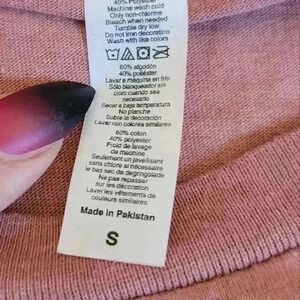 40% Polyester
Machine wash cold
Only non-chlorine
Bleach when needed
Tumble dry low
Do not iron decoration
Wash with like colors
60% algodón
40% poliéster
Lavar a máquina en frío
Sólo blanqueador sin
cloro cuando sea
necesario
Secar a baja temperatura
No planchar
Sobre la decoración
Lavar con colores similares
60% coton
40% polyester
Froid de lavage
de machine
Seulement un javellisant
sans chlore si nécessaire
le bas sec de degringolade
Ne pas repasser
sur les décoration
Laver les vêtements de
couleurs similaires
Made in Pakistan
S